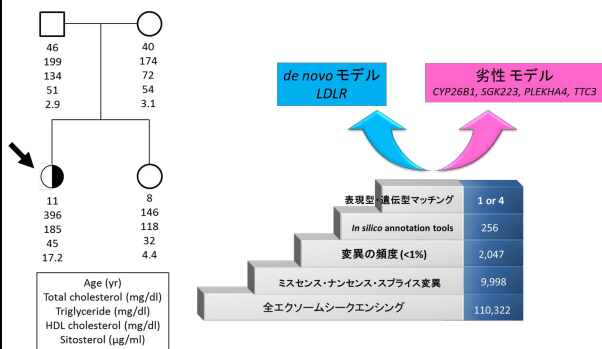 46
199
134
51
2.9
40
174
72
54
3.1
11
396
185
45
17.2
8
146
118
32
4.4
Age (yr)
Total cholesterol (mg/dl)
Triglyceride (mg/dl)
HDL cholesterol (mg/dl)
Sitosterol (μg/ml)
de novo モデル
LDLR
劣性 モデル
CYP26B1, SGK223, PLEKHA4, TTC3
表現型・遺伝型マッチング 1 or 4
In silico annotation tools 256
変異の頻度 (<1%) 2,047
ミスセンス・ナンセンス・スプライス変異 9,998
全エクソームシークエンシング 110,322